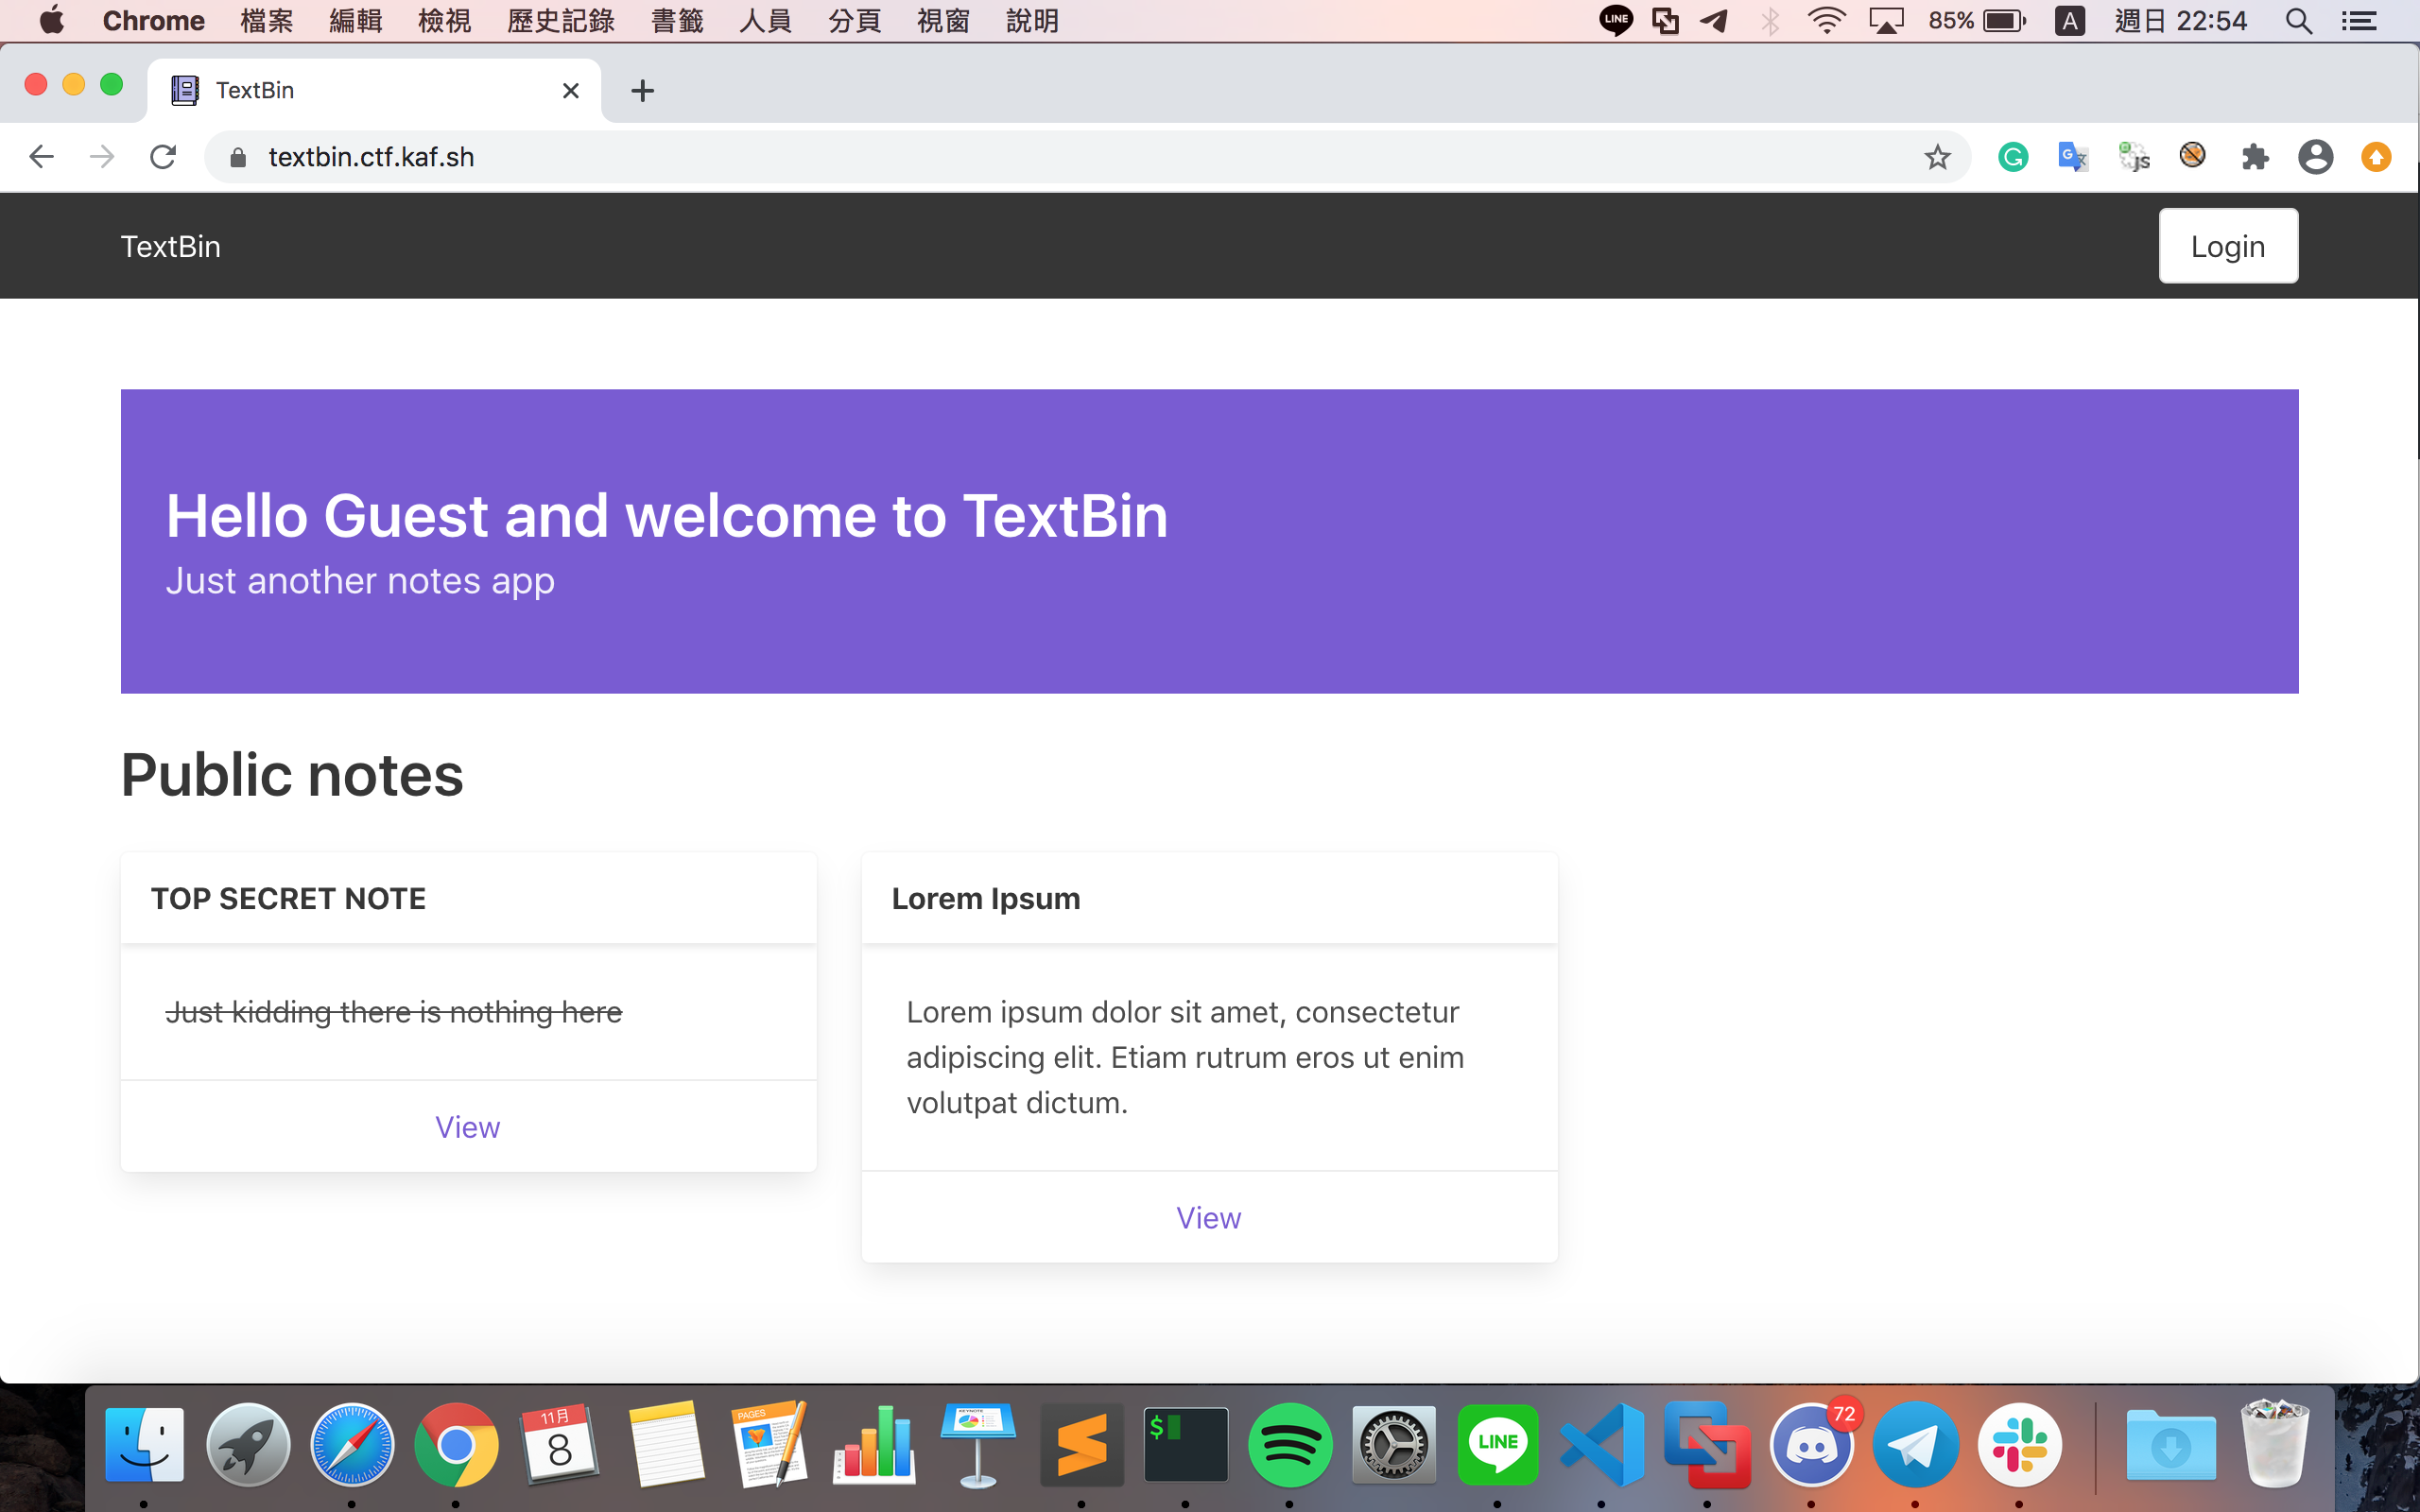 Chrome 檔案 編輯 檢視 歷史記錄 書籤 人員 分頁 視窗 說明 LINE 85% A 週日 22:54
TextBin
textbin.ctf.kaf.sh
TextBin Login
Hello Guest and welcome to TextBin
Just another notes app
Public notes
TOP SECRET NOTE
Just kidding there is nothing here
View
Lorem Ipsum
Lorem ipsum dolor sit amet, consectetur
adipiscing elit. Etiam rutrum eros ut enim
volutpat dictum.
View
11月
8
PAGES
KEYNOTE
$
LINE
72